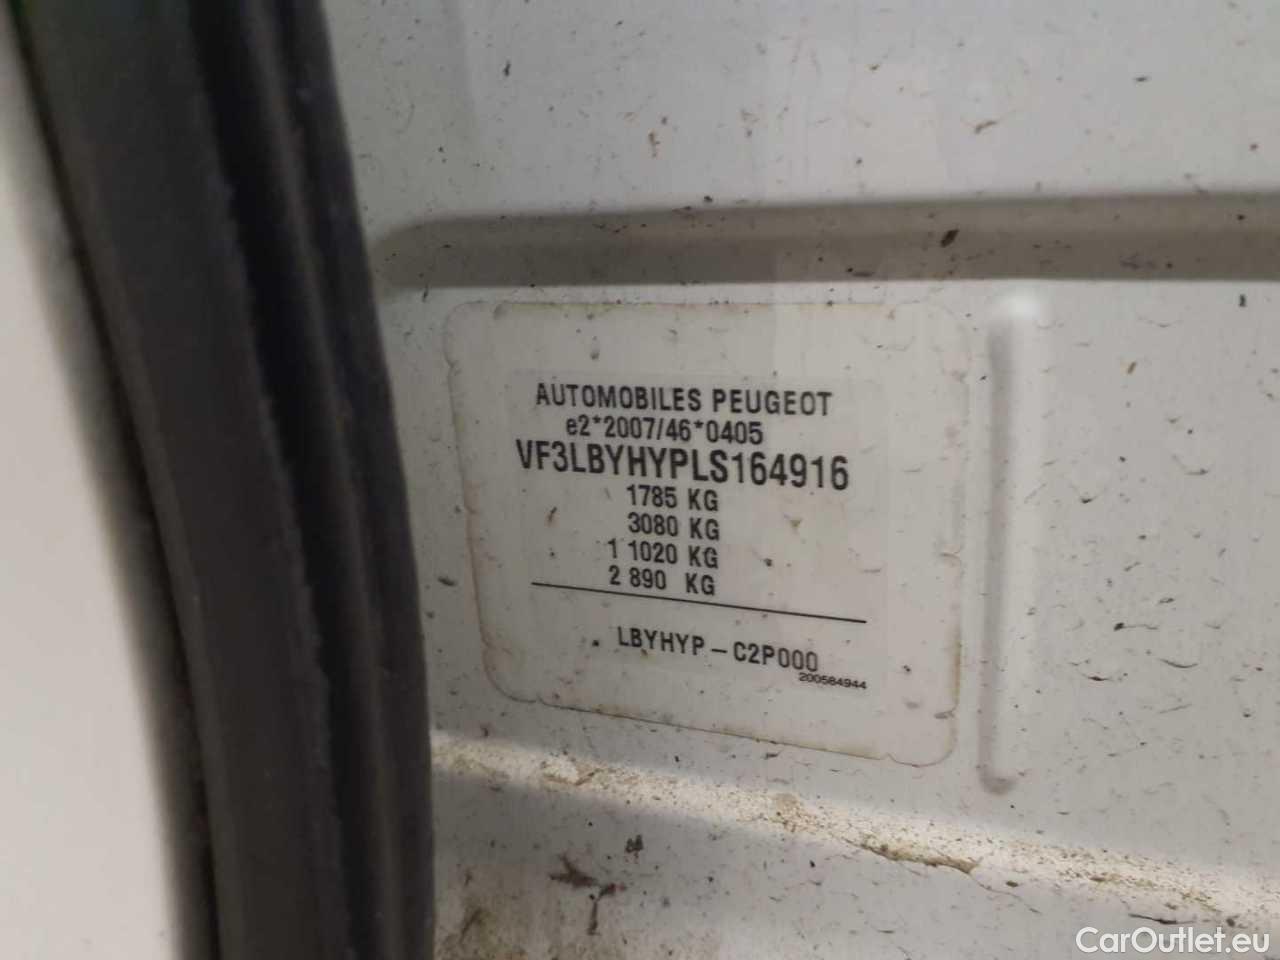 AUTOMOBILES PEUGEOT
e2*2007/46*0405
VF3LBYHYPLS164916
1785 KG
3080 KG
1 1020 KG
2 890 KG
LBYHYP - C2P000
200584944
CarOutlet.eu